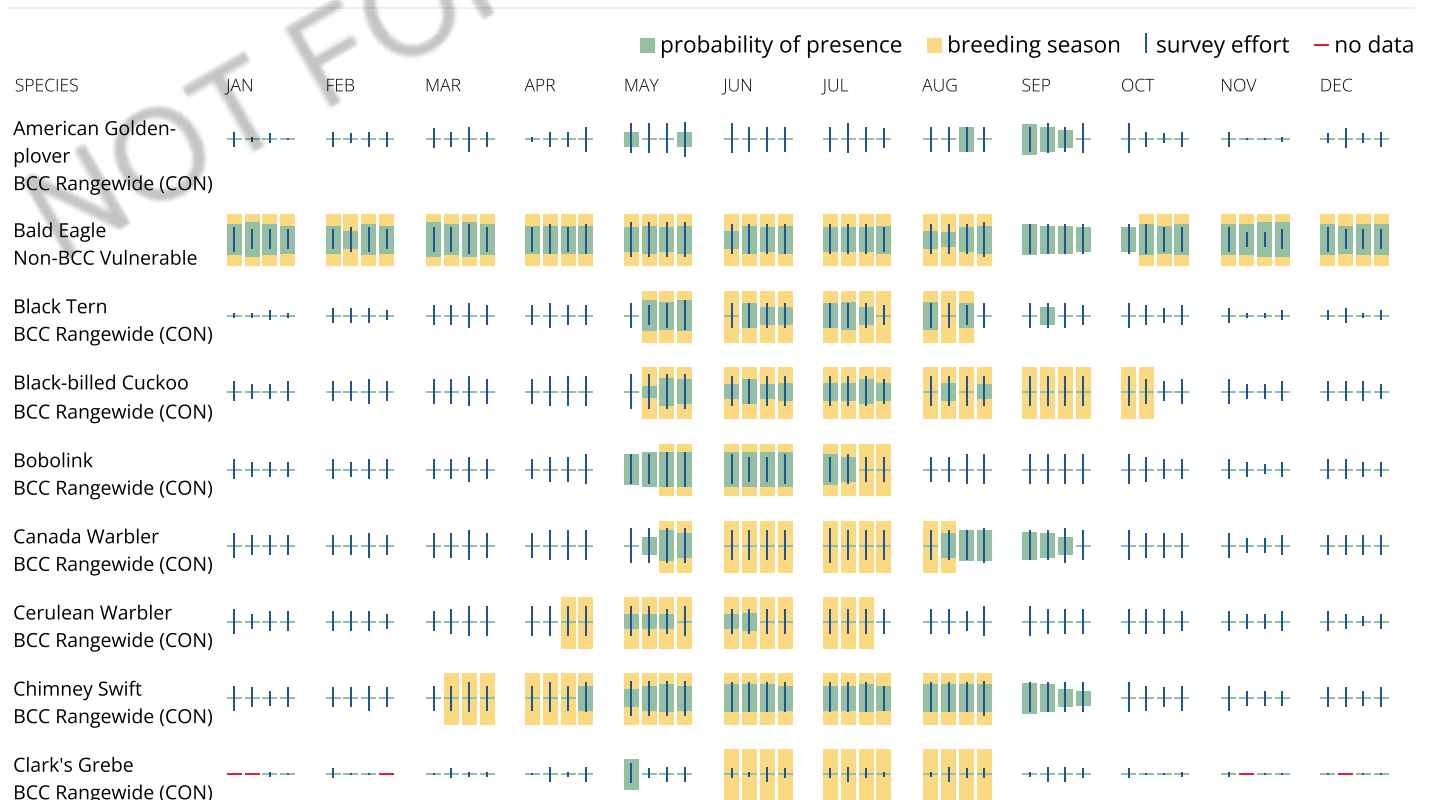 NOT FO
probability of presence breeding season survey effort no data
SPECIES JAN FEB MAR APR MAY JUN JUL AUG SEP OCT NOV DEC
American Golden-
plover
BCC Rangewide (CON)
Bald Eagle
Non-BCC Vulnerable
Black Tern
BCC Rangewide (CON)
Black-billed Cuckoo
BCC Rangewide (CON)
Bobolink
BCC Rangewide (CON)
Canada Warbler
BCC Rangewide (CON)
Cerulean Warbler
BCC Rangewide (CON)
Chimney Swift
BCC Rangewide (CON)
Clark's Grebe
BCC Rangewide (CON)